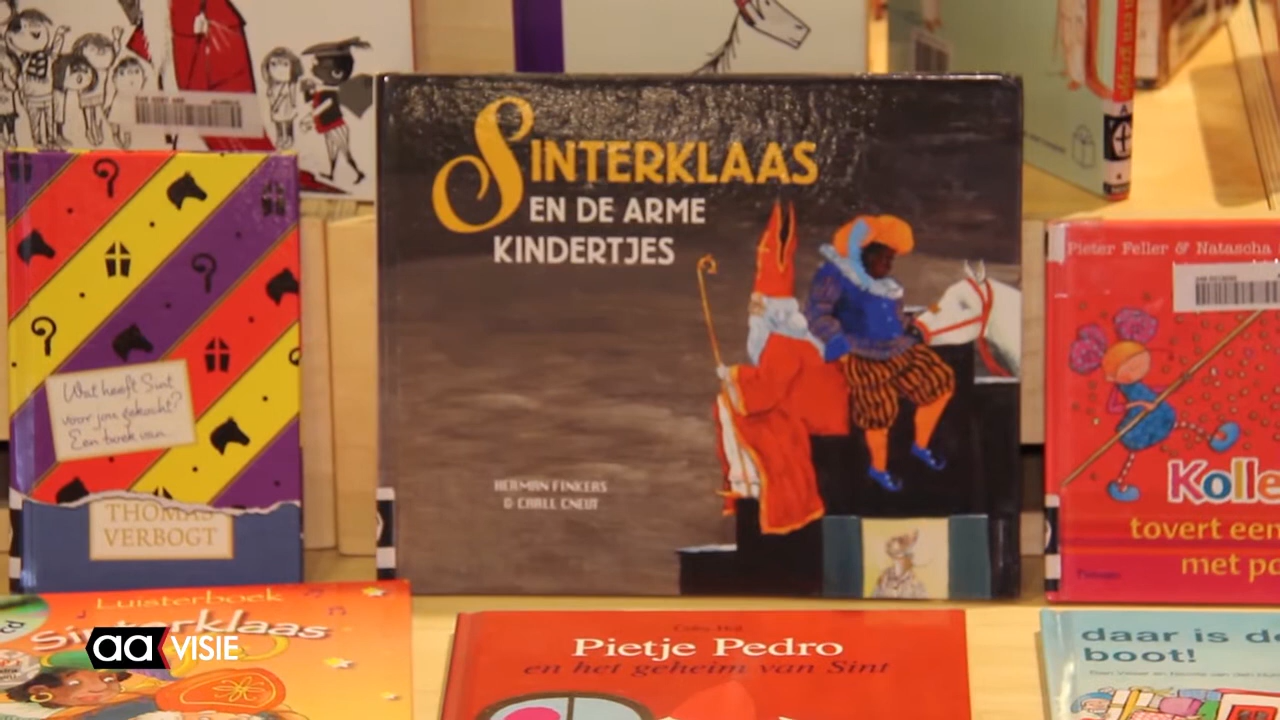 SINTERKLAAS
EN DE ARME
KINDERTJES
HERMAN FINKERS
& CARLL CNEUT
Wat heeft Sint
voor jou gekocht?
Een boek van...
THOMAS
VERBOGT
Pieter Feller & Natascha
Kolle
tovert een
met pa
Luisterboek
Sinterklaas
cd
aa VISIE
Pietje Pedro
en het geheim van Sint
daar is de
boot!